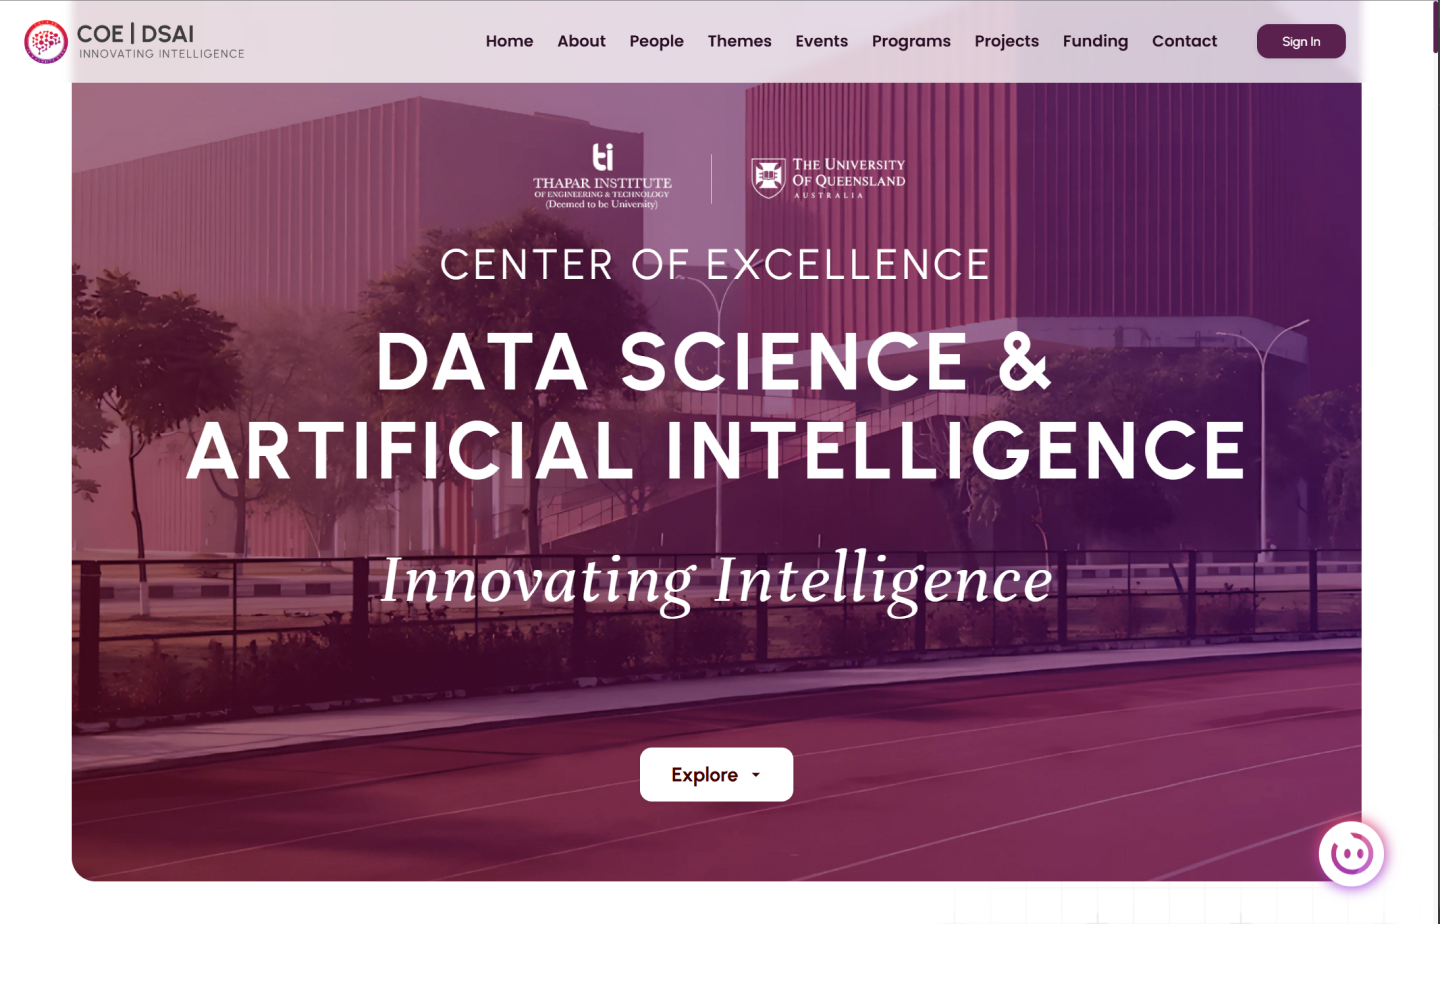 COE | DSAI
INNOVATING INTELLIGENCE
Home About People Themes Events Programs Projects Funding Contact Sign In
ti
THAPAR INSTITUTE
OF ENGINEERING & TECHNOLOGY
(Deemed to be University)
THE UNIVERSITY
OF QUEENSLAND
AUSTRALIA
CENTER OF EXCELLENCE
DATA SCIENCE &
ARTIFICIAL INTELLIGENCE
Innovating Intelligence
Explore